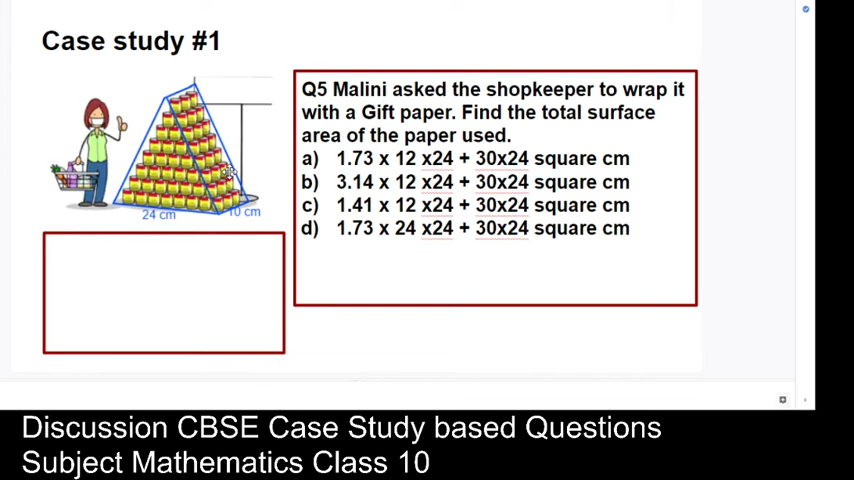 Case study #1
Q5 Malini asked the shopkeeper to wrap it
with a Gift paper. Find the total surface
area of the paper used.
a) 1.73 x 12 x24 + 30x24 square cm
b) 3.14 x 12 x24 + 30x24 square cm
c) 1.41 x 12 x24 + 30x24 square cm
d) 1.73 x 24 x24 + 30x24 square cm
24 cm
10 cm
Discussion CBSE Case Study based Questions
Subject Mathematics Class 10